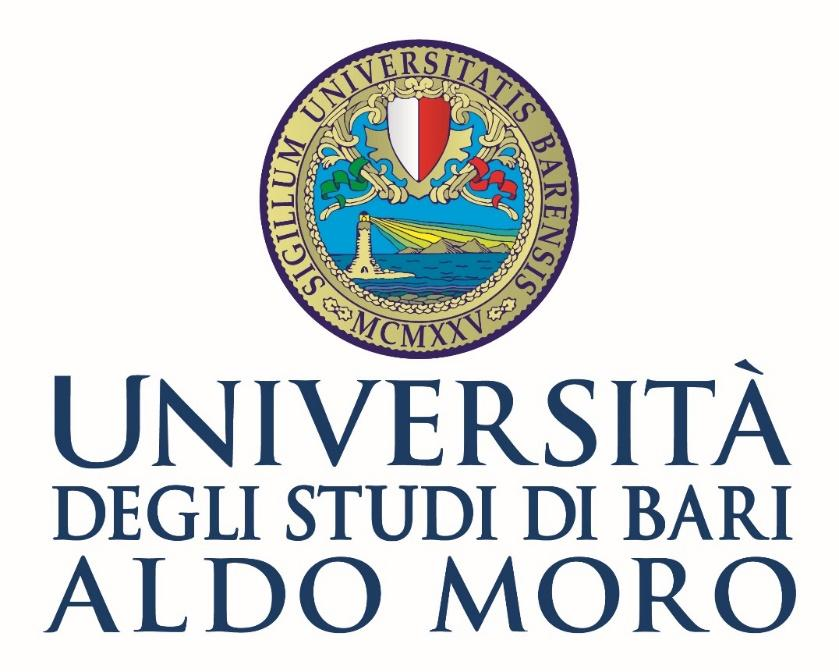 SIGILLUM UNIVERSITATIS BARENSIS
MCMXXV
UNIVERSITÀ
DEGLI STUDI DI BARI
ALDO MORO